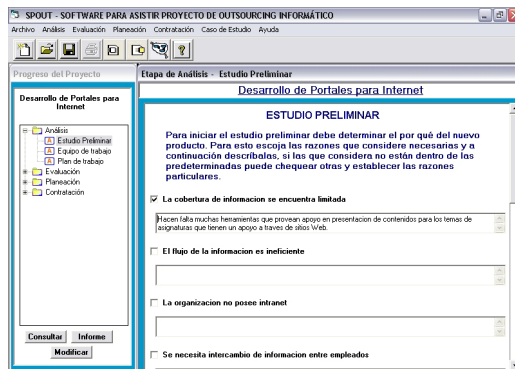 SPOUT - SOFTWARE PARA ASISTIR PROYECTO DE OUTSOURCING INFORMÁTICO
Archivo Análisis Evaluación Planeación Contratación Caso de Estudio Ayuda
Progreso del Proyecto
Etapa de Análisis - Estudio Preliminar
Desarrollo de Portales para
Internet
Análisis
Estudio Preliminar
Equipo de trabajo
Plan de trabajo
Evaluación
Planeación
Contratación
Consultar Informe
Modificar
Desarrollo de Portales para Internet
ESTUDIO PRELIMINAR
Para iniciar el estudio preliminar debe determinar el por qué del nuevo
producto. Para esto escoja las razones que considere necesarias y a
continuación descríbalas, si las que considera no están dentro de las
predeterminadas puede chequear otras y establecer las razones
particulares.
La cobertura de informacion se encuentra limitada
Hacen falta muchas herramientas que provean apoyo en presentacion de contenidos para los temas de
asignaturas que tienen un apoyo a traves de sitios Web.
El flujo de la informacion es ineficiente
La organizacion no posee intranet
Se necesita intercambio de informacion entre empleados